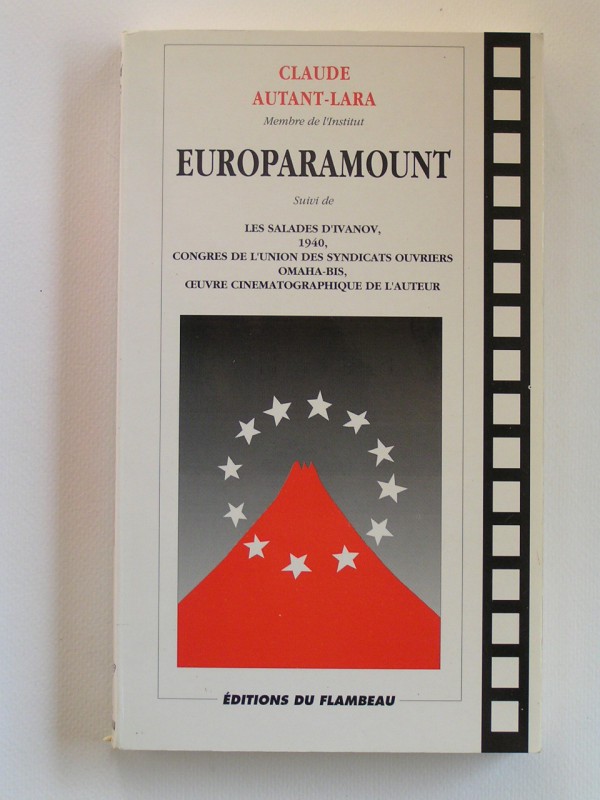 CLAUDE
AUTANT-LARA
Membre de l'Institut
EUROPARAMOUNT
Suivi de
LES SALADES D'IVANOV,
1940,
CONGRES DE L'UNION DES SYNDICATS OUVRIERS
OMAHA-BIS,
ŒUVRE CINEMATOGRAPHIQUE DE L'AUTEUR
ÉDITIONS DU FLAMBEAU